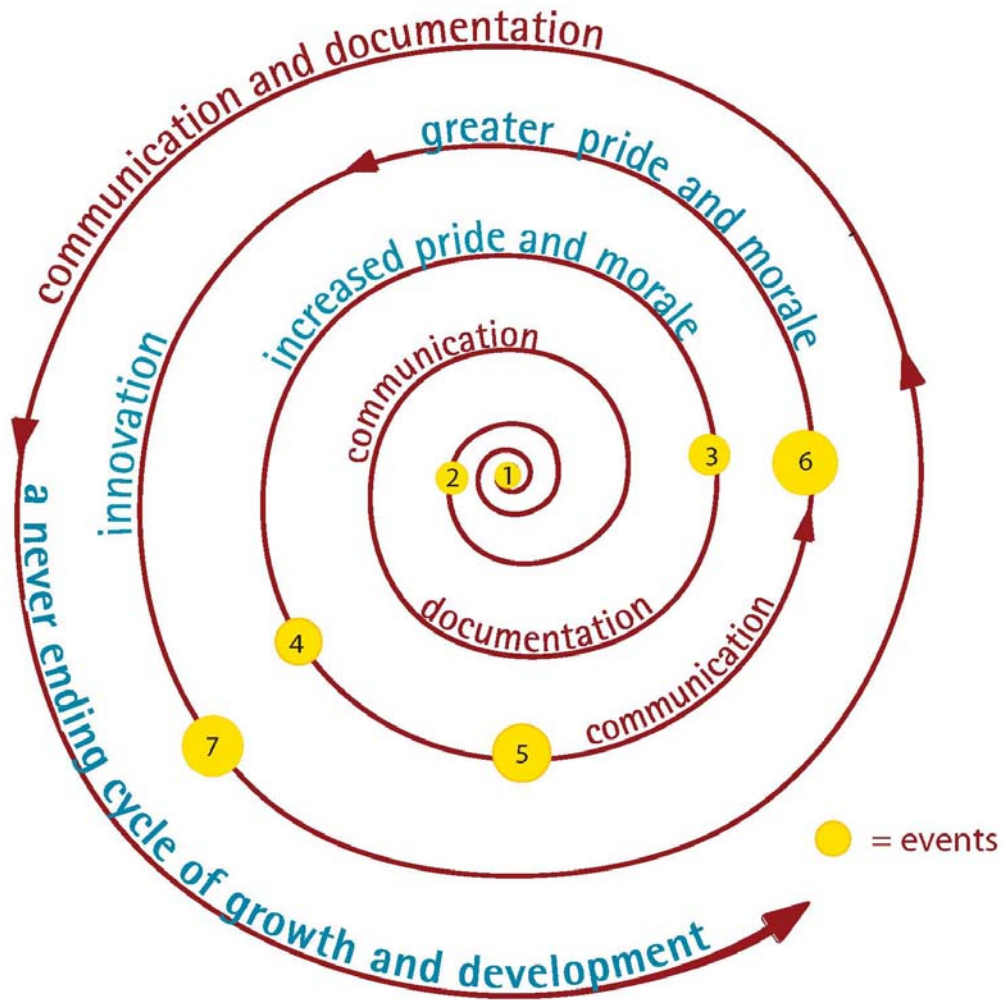 communication and documentation
greater pride and morale
increased pride and morale
communication
innovation
1
2
3
6
documentation
4
communication
5
7
= events
a never ending cycle of growth and development